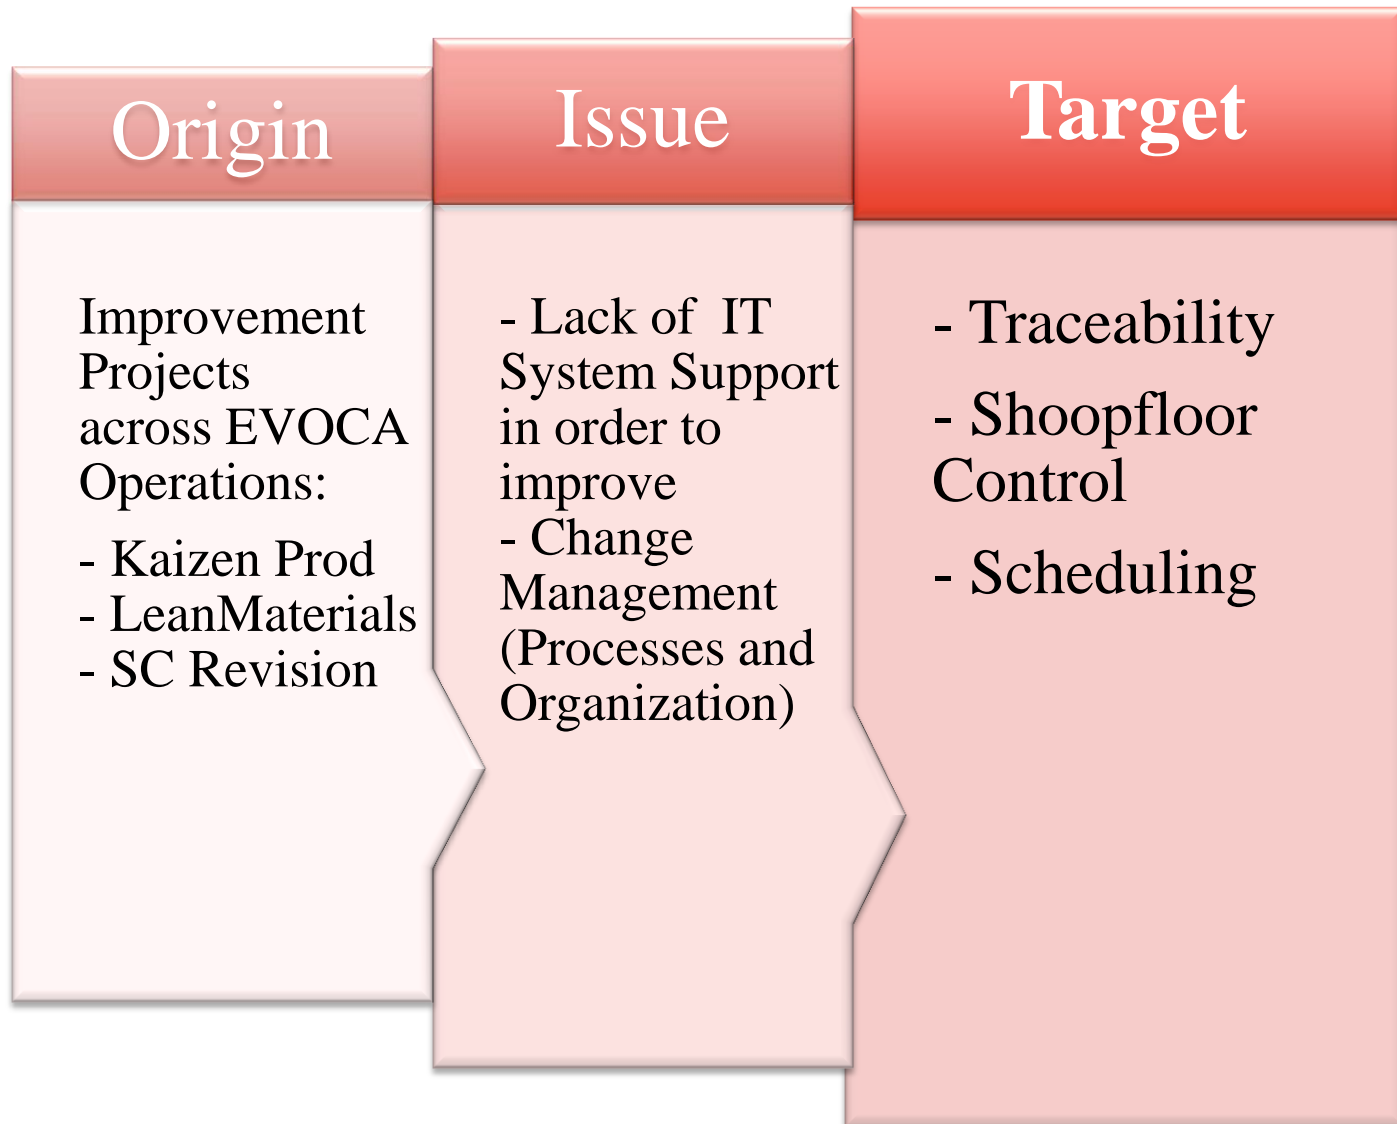 Origin
Improvement
Projects
across EVOCA
Operations:
- Kaizen Prod
- LeanMaterials
- SC Revision
Issue
- Lack of  IT
System Support
in order to
improve
- Change
Management
(Processes and
Organization)
Target
- Traceability
- Shoopfloor
Control
- Scheduling